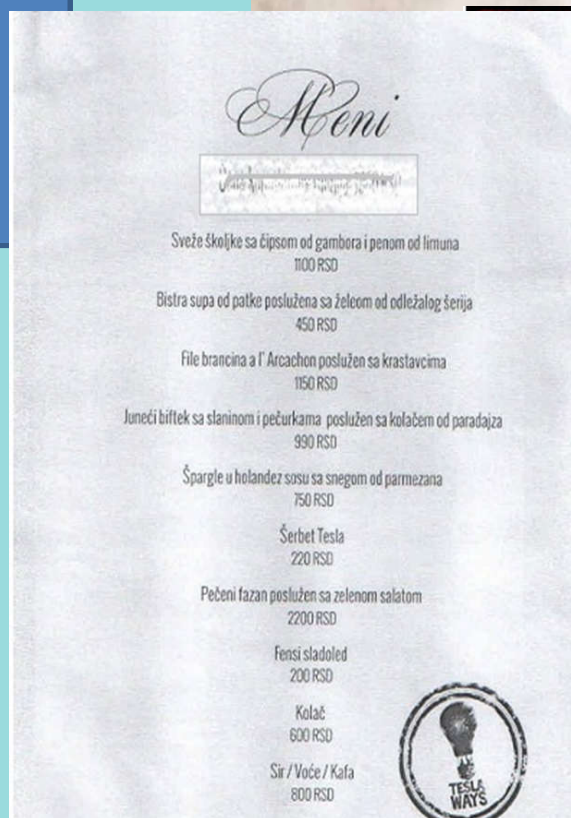 Meni
Sveže školjke sa čipsom od gambora i penom od limuna
1100 RSD
Bistra supa od patke poslužena sa želeom od odležalog šerija
450 RSD
File brancina a l' Arcachon poslužen sa krastavcima
1150 RSD
Juneći biftek sa slaninom i pečurkama poslužen sa kolačem od paradajza
990 RSD
Špargle u holandez sosu sa snegom od parmezana
750 RSD
Šerbet Tesla
220 RSD
Pečeni fazan poslužen sa zelenom salatom
2200 RSD
Fensi sladoled
200 RSD
Kolač
600 RSD
Sir / Voće / Kafa
800 RSD
TESLA
WAYS